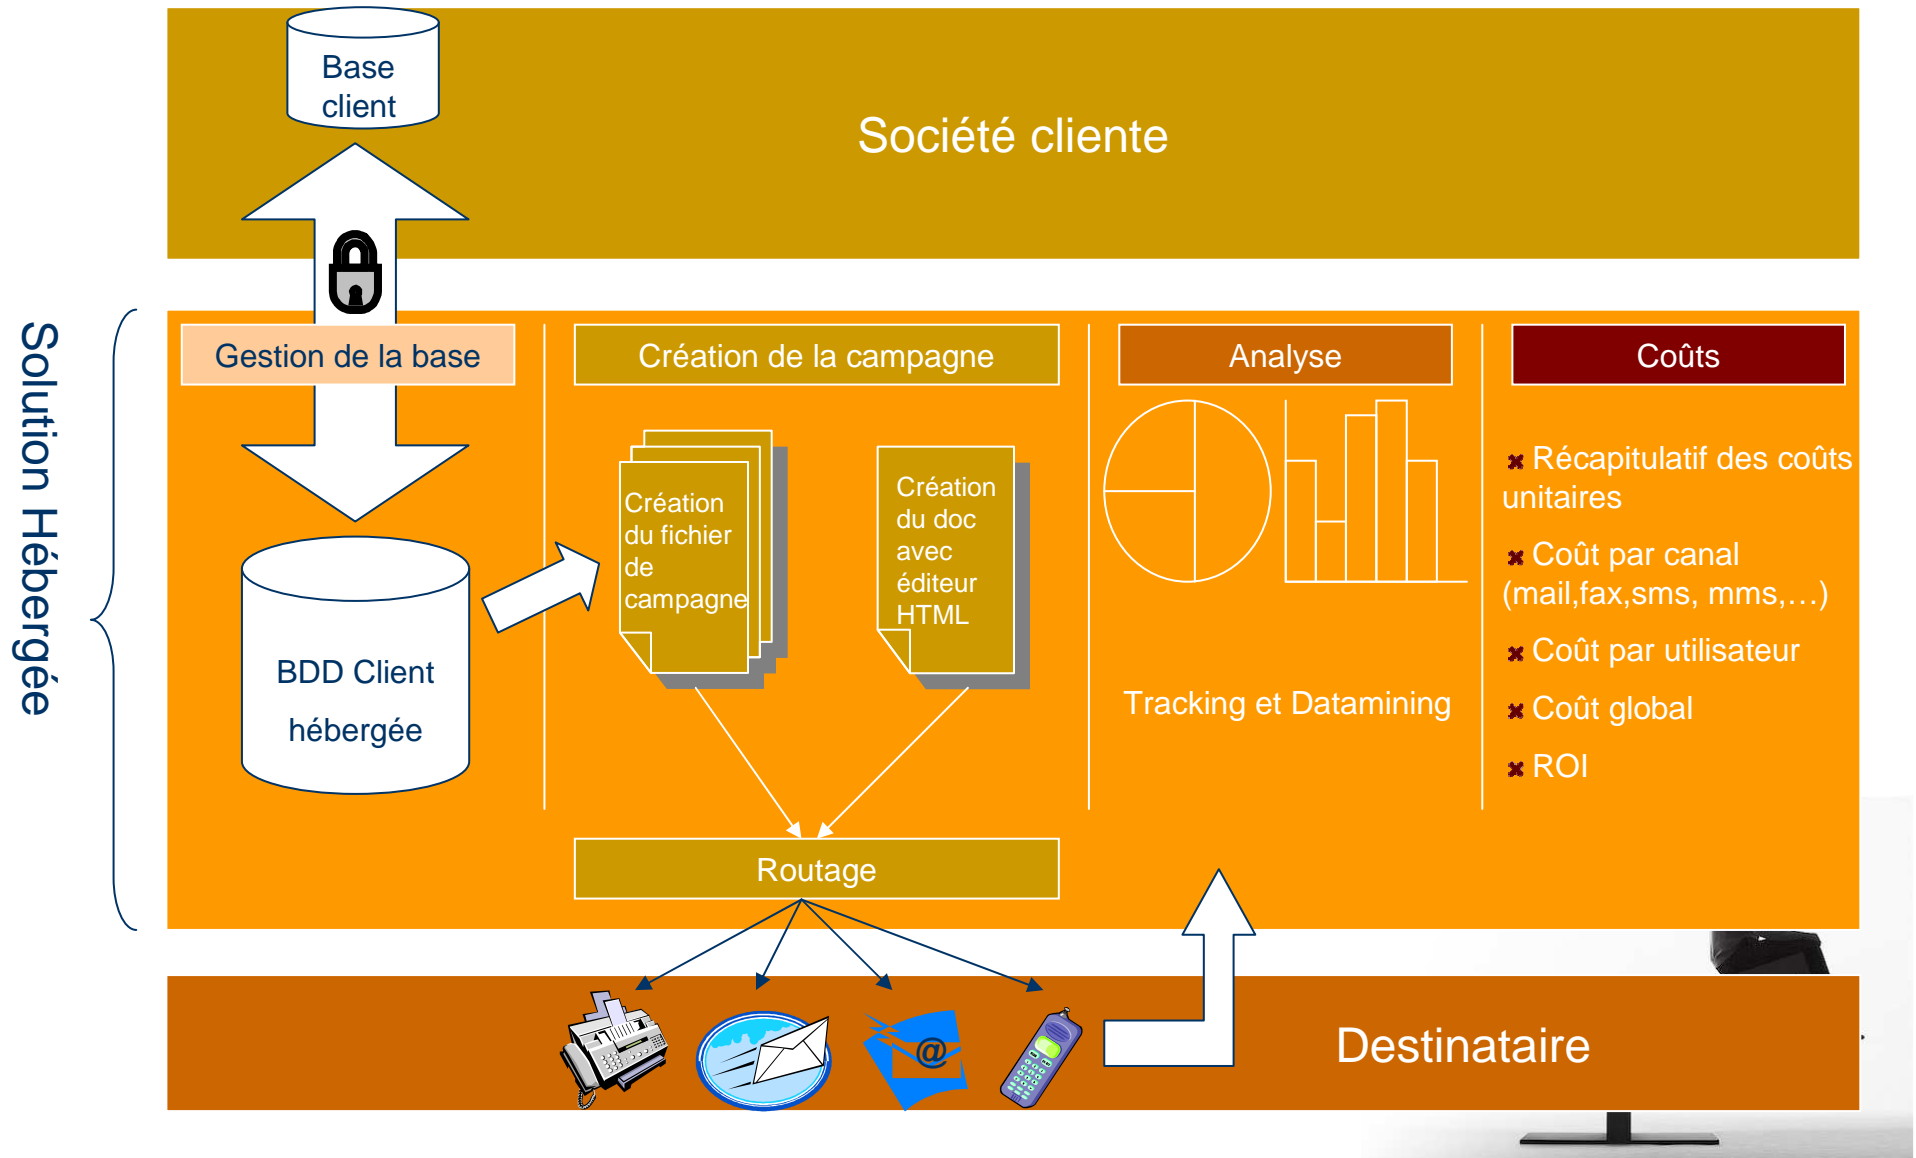 Base
client
Société cliente
Solution Hébergée
Gestion de la base
Création de la campagne
Analyse
Coûts
Création
du fichier
de
campagne
Création
du doc
avec
éditeur
HTML
Récapitulatif des coûts
unitaires
Coût par canal
(mail,fax,sms, mms,…)
Coût par utilisateur
Coût global
ROI
BDD Client
hébergée
Tracking et Datamining
Routage
@
Destinataire